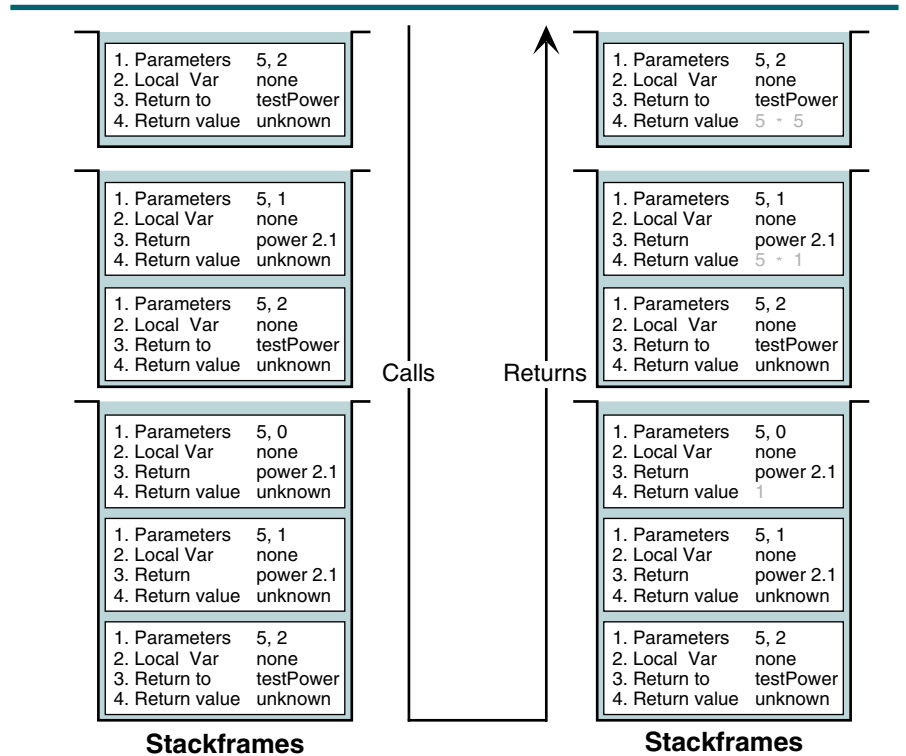 1. Parameters 5, 2
2. Local Var none
3. Return to testPower
4. Return value unknown
1. Parameters 5, 1
2. Local Var none
3. Return power 2.1
4. Return value unknown
1. Parameters 5, 2
2. Local Var none
3. Return to testPower
4. Return value unknown
1. Parameters 5, 0
2. Local Var none
3. Return power 2.1
4. Return value unknown
1. Parameters 5, 1
2. Local Var none
3. Return power 2.1
4. Return value unknown
1. Parameters 5, 2
2. Local Var none
3. Return to testPower
4. Return value unknown
Stackframes
Calls
Returns
1. Parameters 5, 2
2. Local Var none
3. Return to testPower
4. Return value 5 * 5
1. Parameters 5, 1
2. Local Var none
3. Return power 2.1
4. Return value 5 * 1
1. Parameters 5, 2
2. Local Var none
3. Return to testPower
4. Return value unknown
1. Parameters 5, 0
2. Local Var none
3. Return power 2.1
4. Return value 1
1. Parameters 5, 1
2. Local Var none
3. Return power 2.1
4. Return value unknown
1. Parameters 5, 2
2. Local Var none
3. Return to testPower
4. Return value unknown
Stackframes